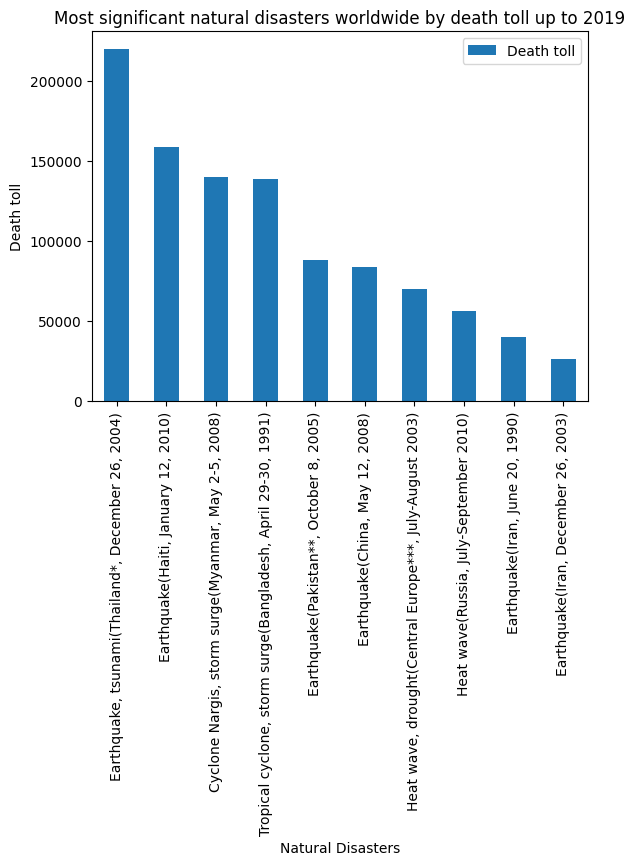 Most significant natural disasters worldwide by death toll up to 2019
Death toll
Death toll
200000
150000
100000
50000
0
Earthquake, tsunami(Thailand*, December 26, 2004)
Earthquake(Haiti, January 12, 2010)
Cyclone Nargis, storm surge(Myanmar, May 2-5, 2008)
Tropical cyclone, storm surge(Bangladesh, April 29-30, 1991)
Earthquake(Pakistan**, October 8, 2005)
Earthquake(China, May 12, 2008)
Heat wave, drought(Central Europe***, July-August 2003)
Heat wave(Russia, July-September 2010)
Earthquake(Iran, June 20, 1990)
Earthquake(Iran, December 26, 2003)
Natural Disasters